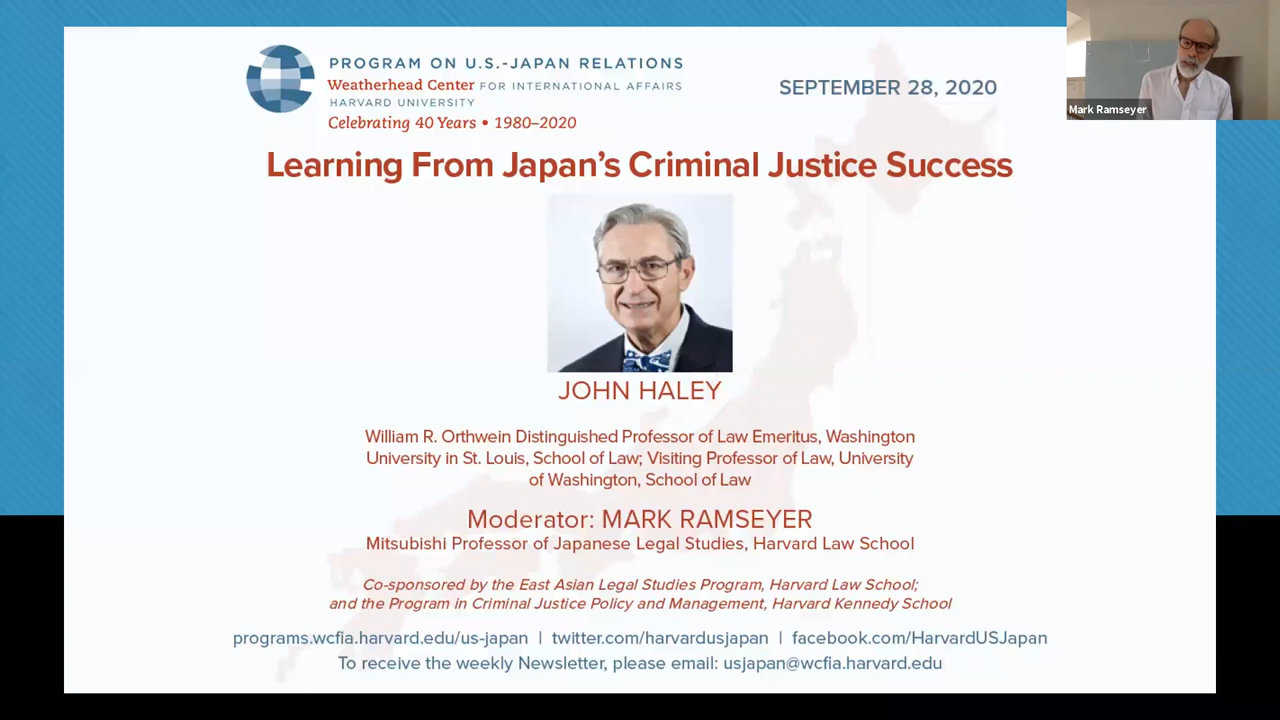 PROGRAM ON U.S.-JAPAN RELATIONS
Weatherhead Center FOR INTERNATIONAL AFFAIRS
HARVARD UNIVERSITY
Celebrating 40 Years • 1980–2020
SEPTEMBER 28, 2020
Mark Ramseyer
Learning From Japan's Criminal Justice Success
JOHN HALEY
William R. Orthwein Distinguished Professor of Law Emeritus, Washington
University in St. Louis, School of Law; Visiting Professor of Law, University
of Washington, School of Law
Moderator: MARK RAMSEYER
Mitsubishi Professor of Japanese Legal Studies, Harvard Law School
Co-sponsored by the East Asian Legal Studies Program, Harvard Law School;
and the Program in Criminal Justice Policy and Management, Harvard Kennedy School
programs.wcfia.harvard.edu/us-japan | twitter.com/harvardusjapan | facebook.com/HarvardUSJapan
To receive the weekly Newsletter, please email: usjapan@wcfia.harvard.edu